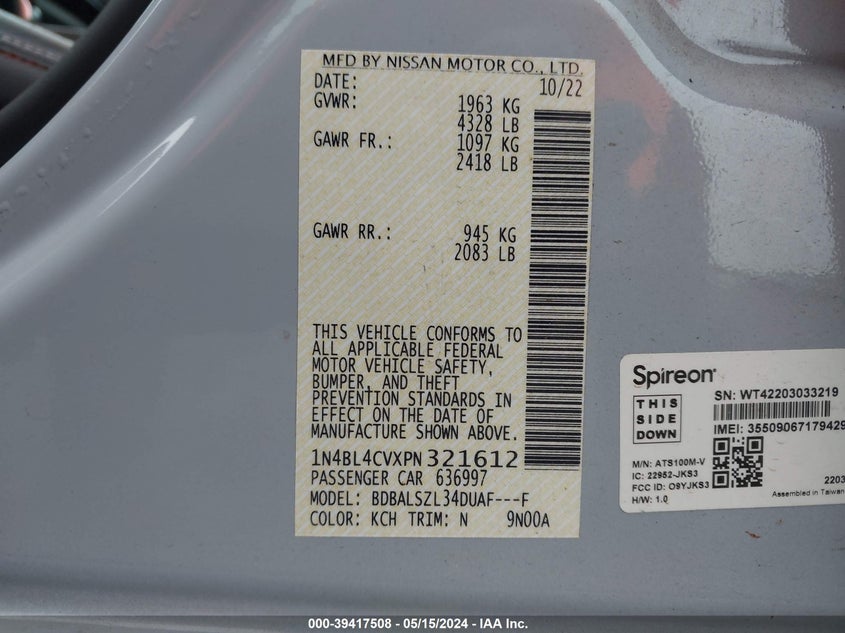 MFD BY NISSAN MOTOR CO., LTD.
DATE: 10/22
GVWR: 1963 KG
4328 LB
GAWR FR.: 1097 KG
2418 LB
GAWR RR.: 945 KG
2083 LB
THIS VEHICLE CONFORMS TO
ALL APPLICABLE FEDERAL
MOTOR VEHICLE SAFETY,
BUMPER, AND THEFT
PREVENTION STANDARDS IN
EFFECT ON THE DATE OF
MANUFACTURE SHOWN ABOVE.
1N4BL4CVXPN321612
PASSENGER CAR 636997
MODEL: BDBALSZL34DUAF---F
COLOR: KCH TRIM: N 9N00A
Spireon
THIS
SIDE
DOWN
SN: WT42203033219
IMEI: 35509067179429
M/N: ATS100M-V
IC: 22952-JKS3
FCC ID: O9YJKS3
H/W: 1.0
2203
Assembled in Taiwan
000-39417508 - 05/15/2024 - IAA Inc.